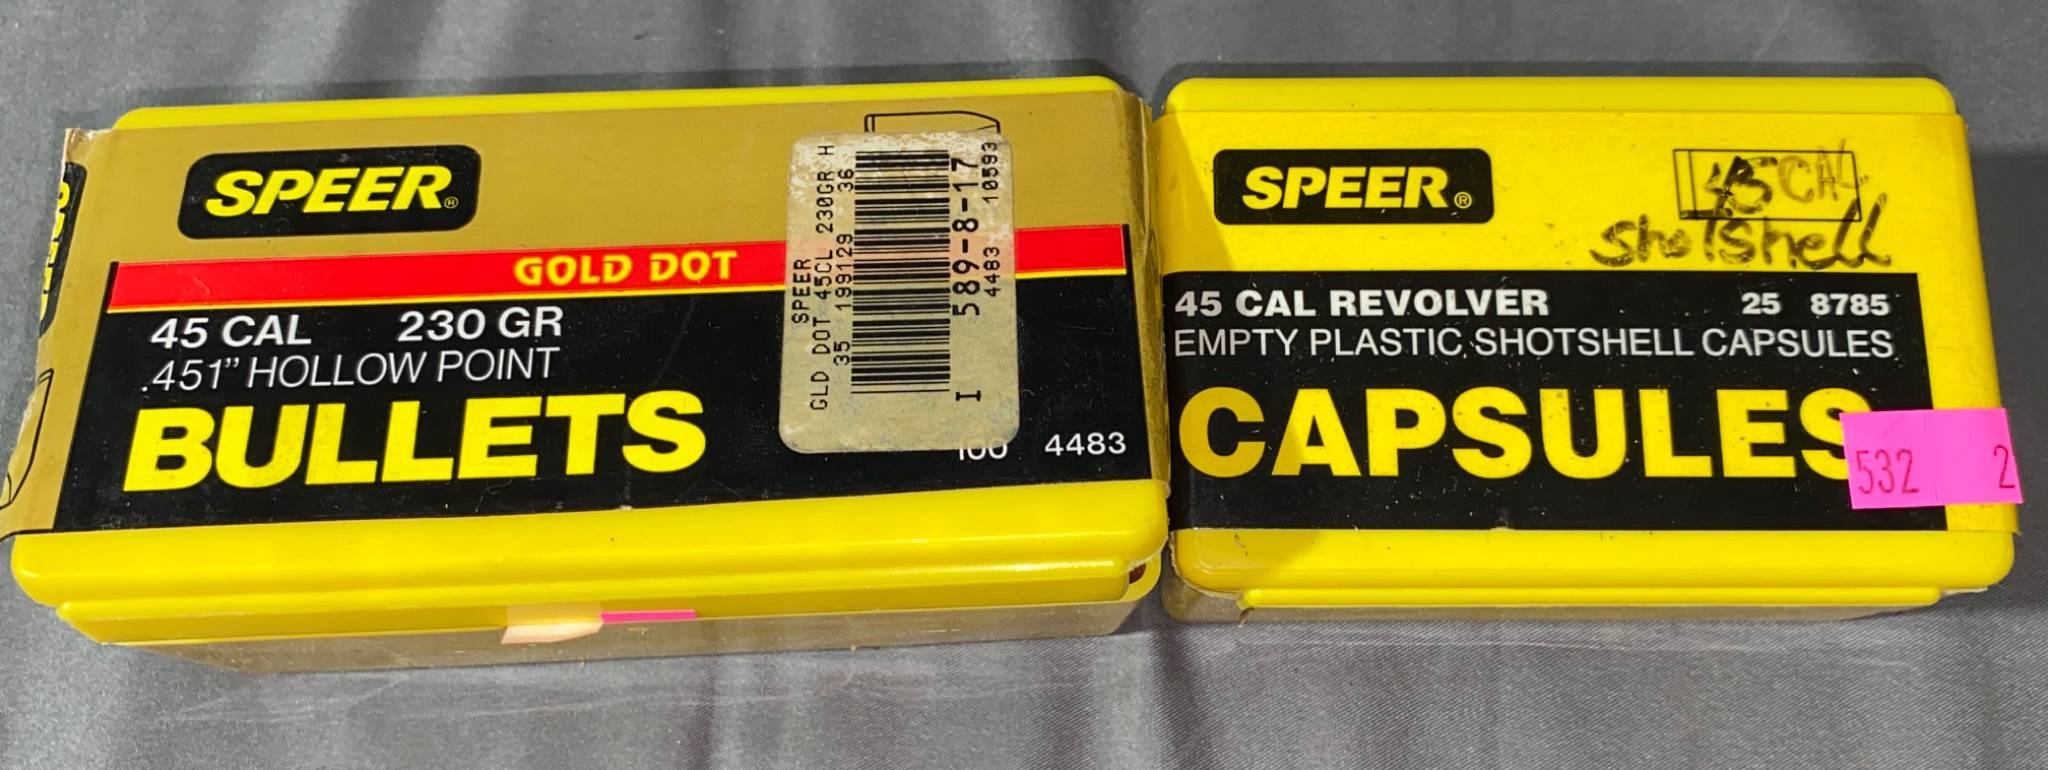 SPEER®
GOLD DOT
45 CAL 230 GR
.451" HOLLOW POINT
BULLETS
100 4483
SPEER
GLD DOT 45CL 230GR H
35 199129 36
I 589-8-17
4483 10593
SPEER®
45 CAL
Shotshell
45 CAL REVOLVER 25 8785
EMPTY PLASTIC SHOTSHELL CAPSULES
CAPSULES
532 2